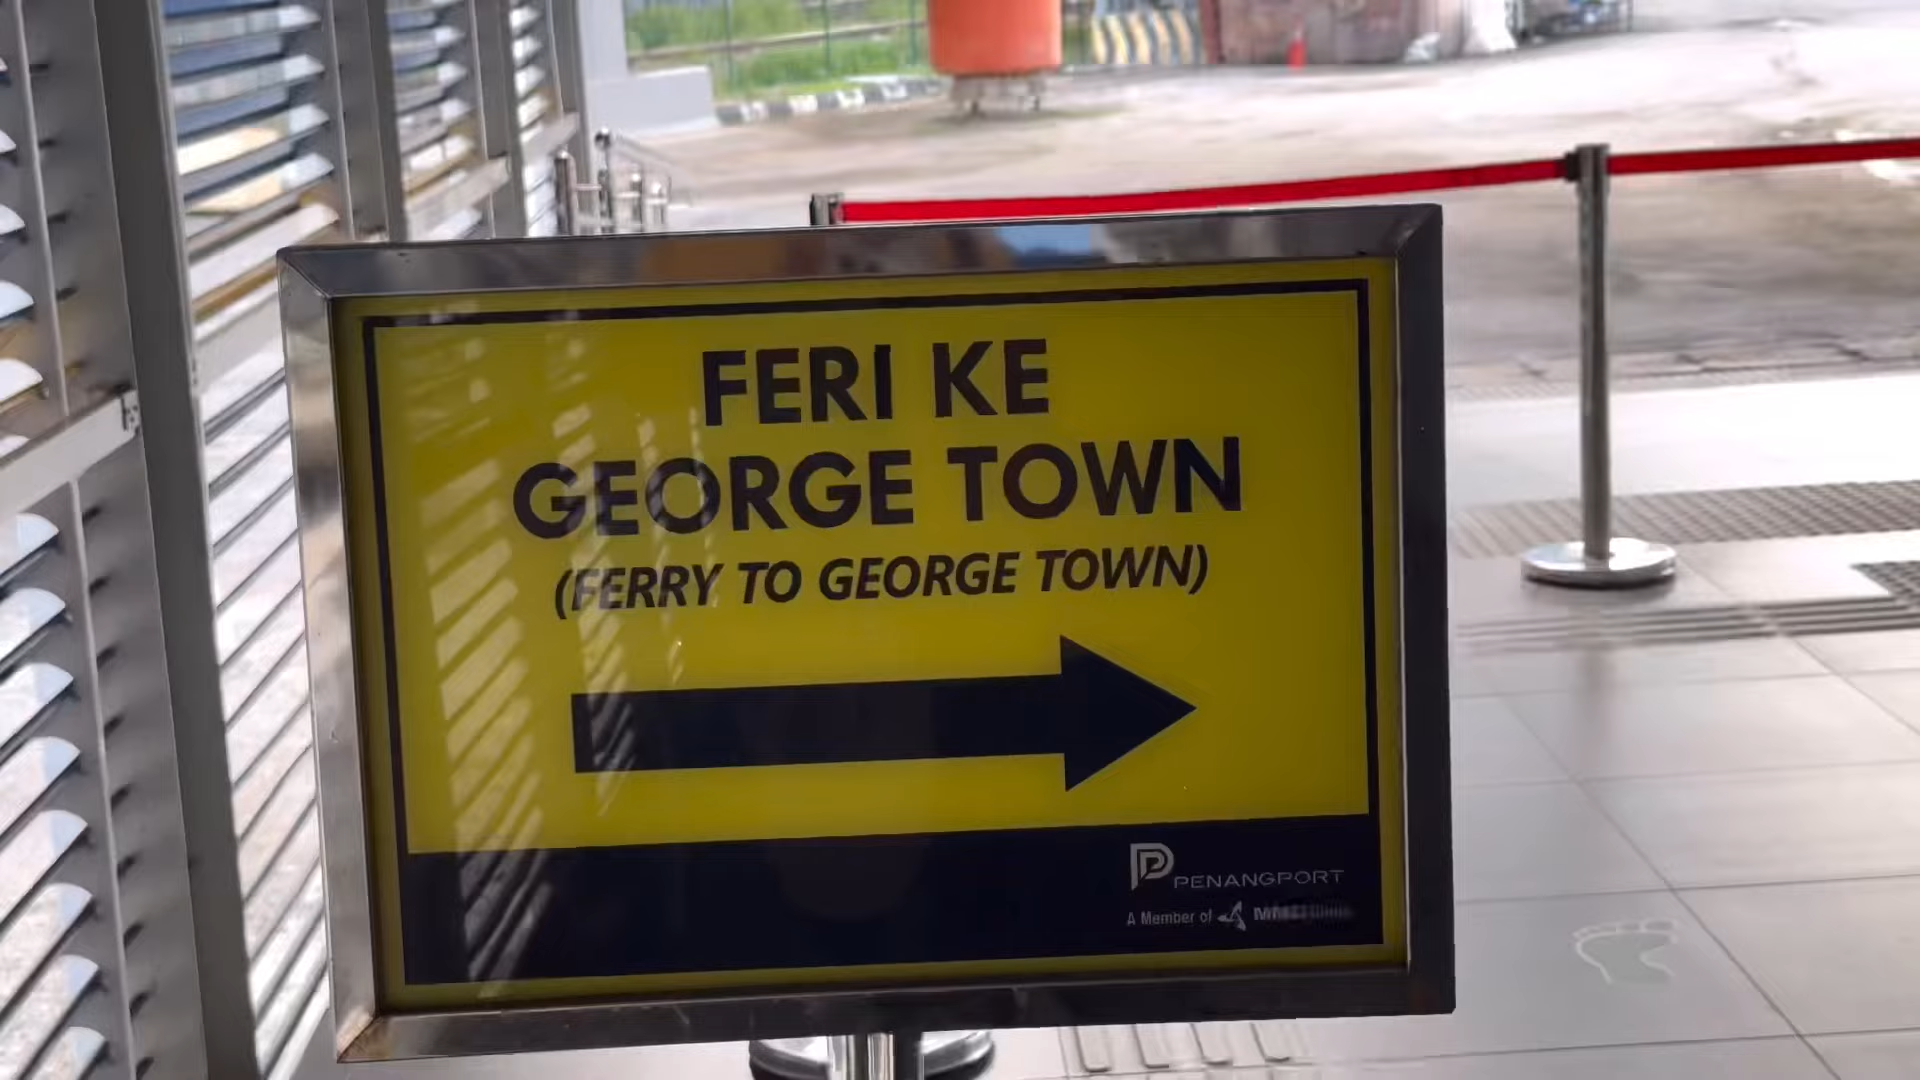 FERI KE
GEORGE TOWN
(FERRY TO GEORGE TOWN)
PENANGPORT
A Member of